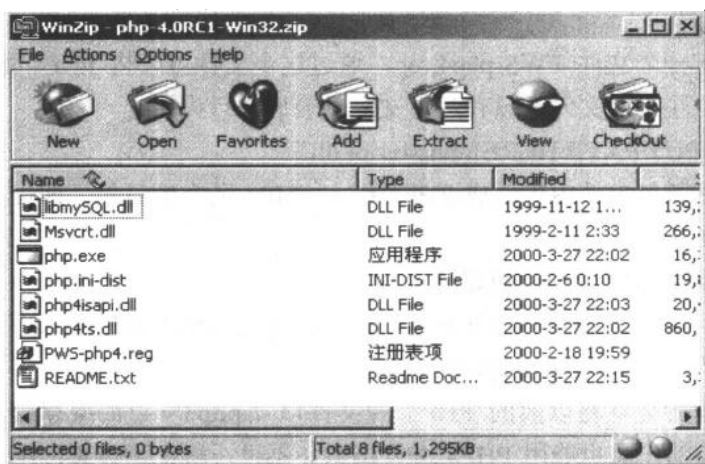 WinZip - php-4.0RC1-Win32.zip
File Actions Options Help
New Open Favorites Add Extract View CheckOut
Name Type Modified
libmySQL.dll DLL File 1999-11-12 1... 139,
Msvcrt.dll DLL File 1999-2-11 2:33 266,
php.exe 应用程序 2000-3-27 22:02 16,
php.ini-dist INI-DIST File 2000-2-6 0:10 19,
php4isapi.dll DLL File 2000-3-27 22:03 20,
php4ts.dll DLL File 2000-3-27 22:02 860,
PWS-php4.reg 注册表项 2000-2-18 19:59
README.txt Readme Doc... 2000-3-27 22:15 3,
Selected 0 files, 0 bytes Total 8 files, 1,295KB